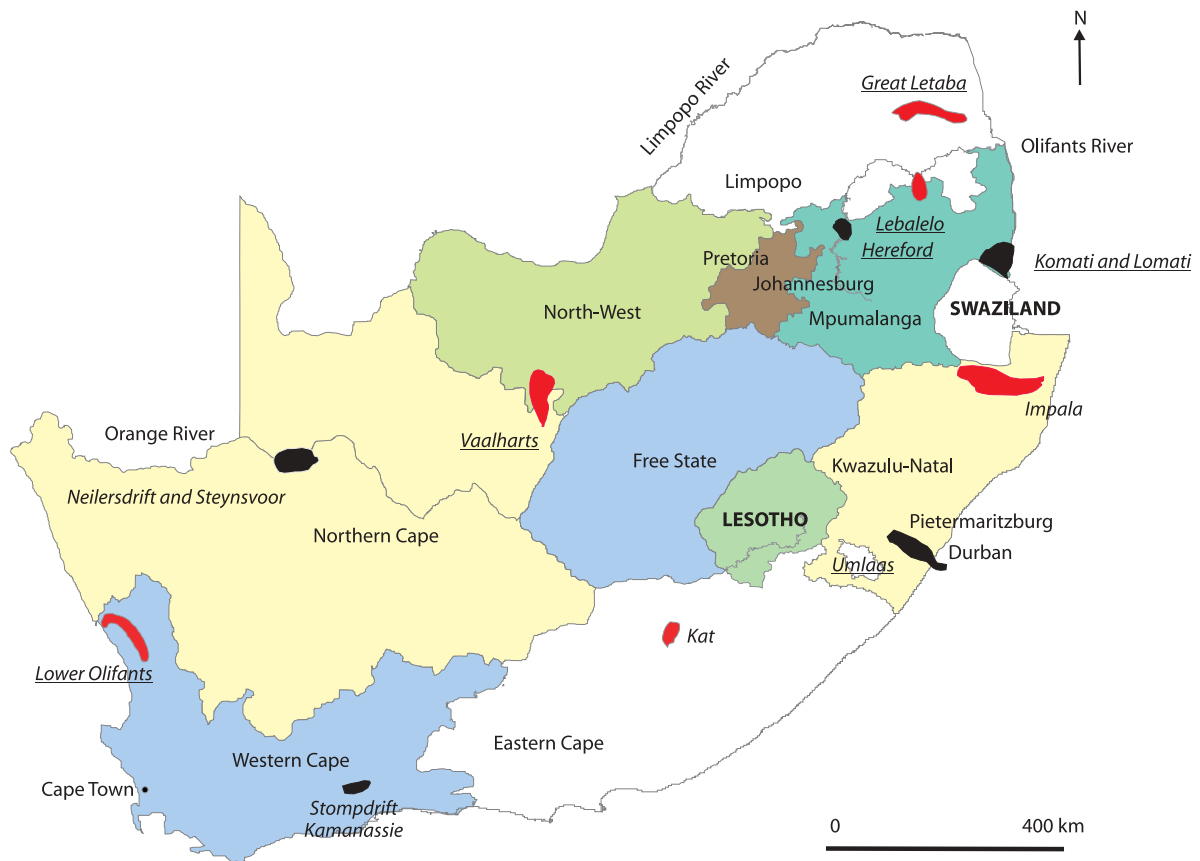 N
Great Letaba
Limpopo River
Olifants River
Limpopo
Lebalelo
Hereford
Pretoria
Komati and Lomati
Johannesburg
North-West
Mpumalanga
SWAZILAND
Impala
Orange River
Vaalharts
Free State
Kwazulu-Natal
Neilersdrift and Steynsvoor
Northern Cape
LESOTHO
Pietermaritzburg
Durban
Umlaas
Kat
Lower Olifants
Eastern Cape
Western Cape
Cape Town
Stompdrift
Kamanassie
0 400 km